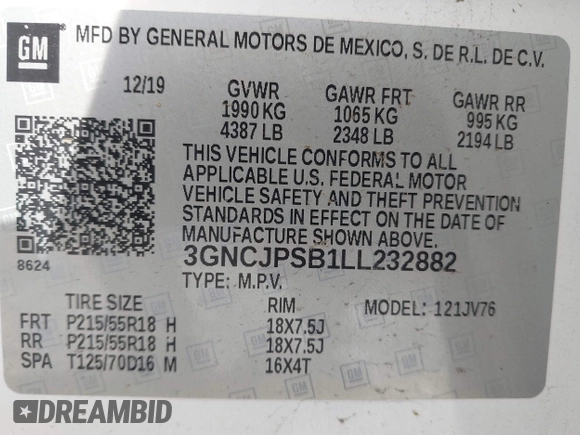 GM
MFD BY GENERAL MOTORS DE MEXICO, S. DE R.L. DE C.V.
12/19 GVWR GAWR FRT GAWR RR
1990 KG 1065 KG 995 KG
4387 LB 2348 LB 2194 LB
THIS VEHICLE CONFORMS TO ALL
APPLICABLE U.S. FEDERAL MOTOR
VEHICLE SAFETY AND THEFT PREVENTION
STANDARDS IN EFFECT ON THE DATE OF
MANUFACTURE SHOWN ABOVE.
8624
3GNCJPSB1LL232882
TYPE: M.P.V.
TIRE SIZE RIM MODEL: 121JV76
FRT P215/55R18 H 18X7.5J
RR P215/55R18 H 18X7.5J
SPA T125/70D16 M 16X4T
DREAMBID